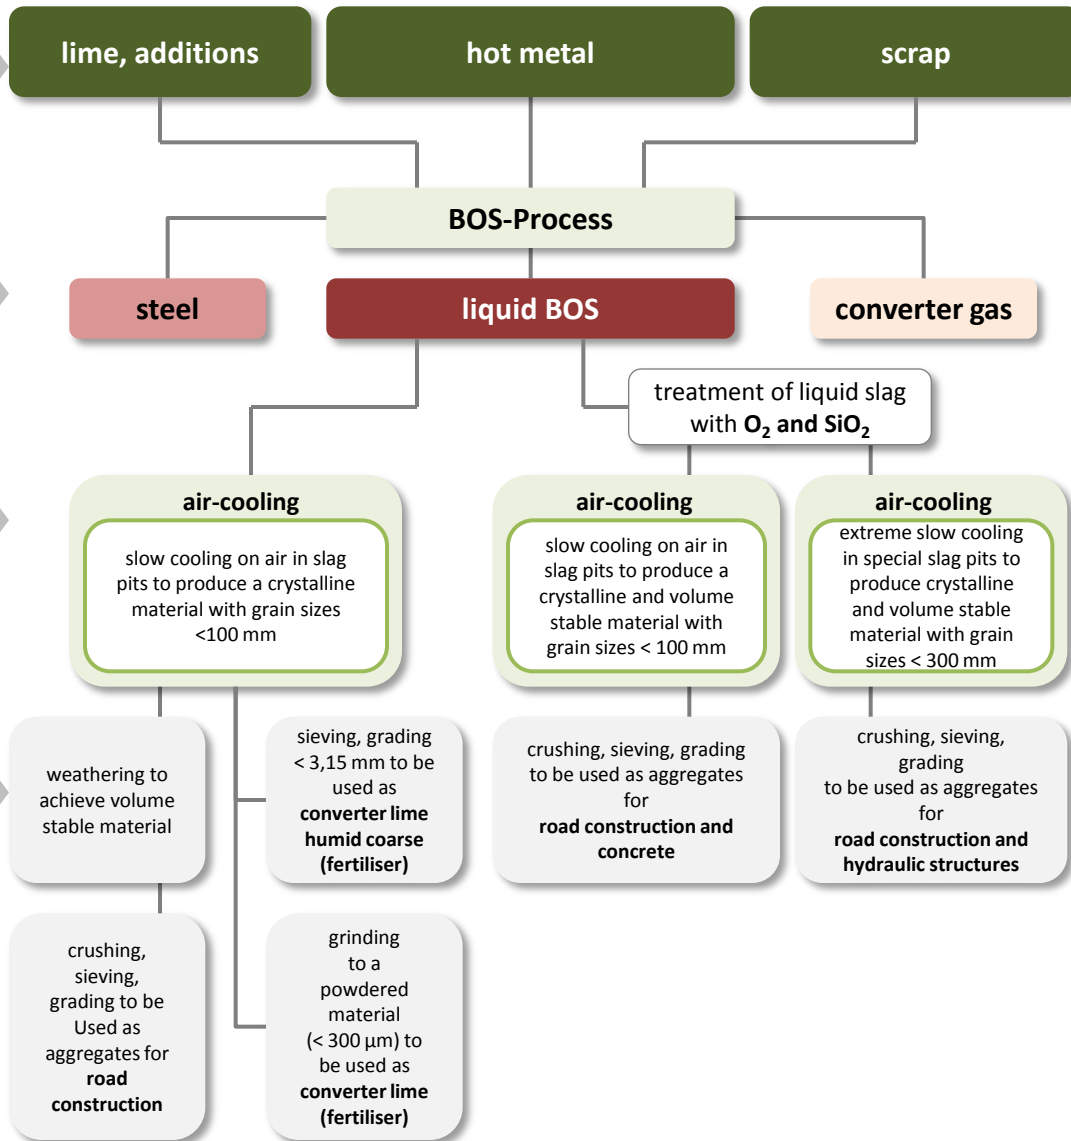 lime, additions
hot metal
scrap
BOS-Process
steel
liquid BOS
converter gas
treatment of liquid slag
with O₂ and SiO₂
air-cooling
slow cooling on air in slag
pits to produce a crystalline
material with grain sizes
<100 mm
air-cooling
slow cooling on air in
slag pits to produce a
crystalline and volume
stable material with
grain sizes < 100 mm
air-cooling
extreme slow cooling
in special slag pits to
produce crystalline
and volume stable
material with grain
sizes < 300 mm
weathering to
achieve volume
stable material
sieving, grading
< 3,15 mm to be
used as
converter lime
humid coarse
(fertiliser)
crushing, sieving, grading
to be used as aggregates
for
road construction and
concrete
crushing, sieving,
grading
to be used as aggregates
for
road construction and
hydraulic structures
crushing,
sieving,
grading to be
Used as
aggregates for
road
construction
grinding
to a
powdered
material
(< 300 µm) to
be used as
converter lime
(fertiliser)